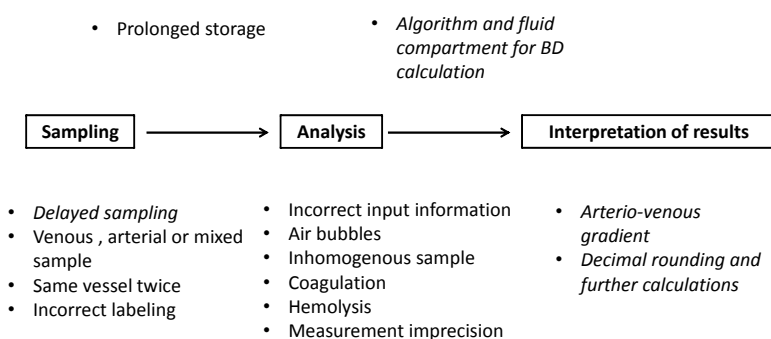 • Prolonged storage
• Algorithm and fluid
compartment for BD
calculation
Sampling
Analysis
Interpretation of results
• Delayed sampling
• Venous , arterial or mixed
sample
• Same vessel twice
• Incorrect labeling
• Incorrect input information
• Air bubbles
• Inhomogenous sample
• Coagulation
• Hemolysis
• Measurement imprecision
• Arterio-venous
gradient
• Decimal rounding and
further calculations